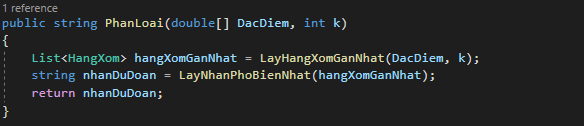 1 reference
public string PhanLoai(double[] DacDiem, int k)
{
List<HangXom> hangXomGanNhat = LayHangXomGanNhat(DacDiem, k);
string nhanDuDoan = LayNhanPhoBienNhat(hangXomGanNhat);
return nhanDuDoan;
}